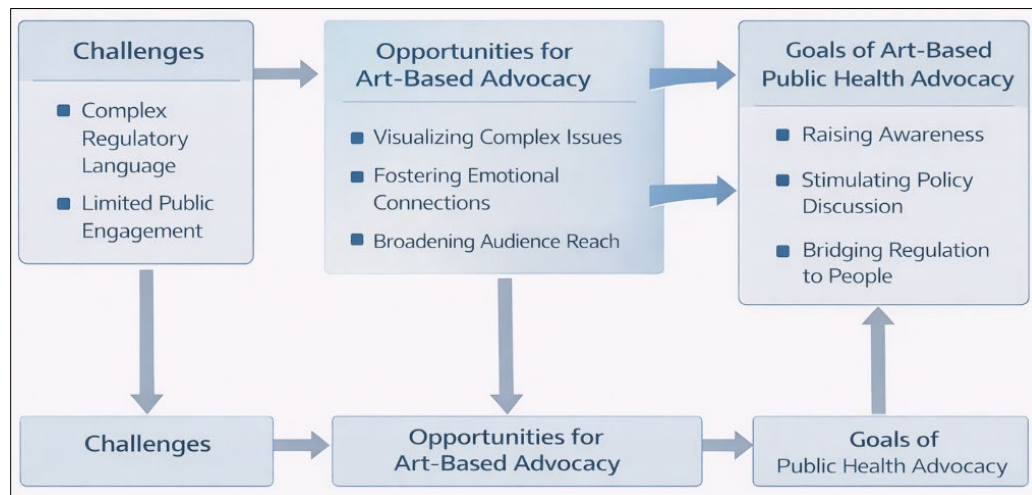 Challenges
Complex
Regulatory
Language
Limited Public
Engagement
Opportunities for
Art-Based Advocacy
Visualizing Complex Issues
Fostering Emotional
Connections
Broadening Audience Reach
Goals of Art-Based
Public Health Advocacy
Raising Awareness
Stimulating Policy
Discussion
Bridging Regulation
to People
Challenges
Opportunities for
Art-Based Advocacy
Goals of
Public Health Advocacy